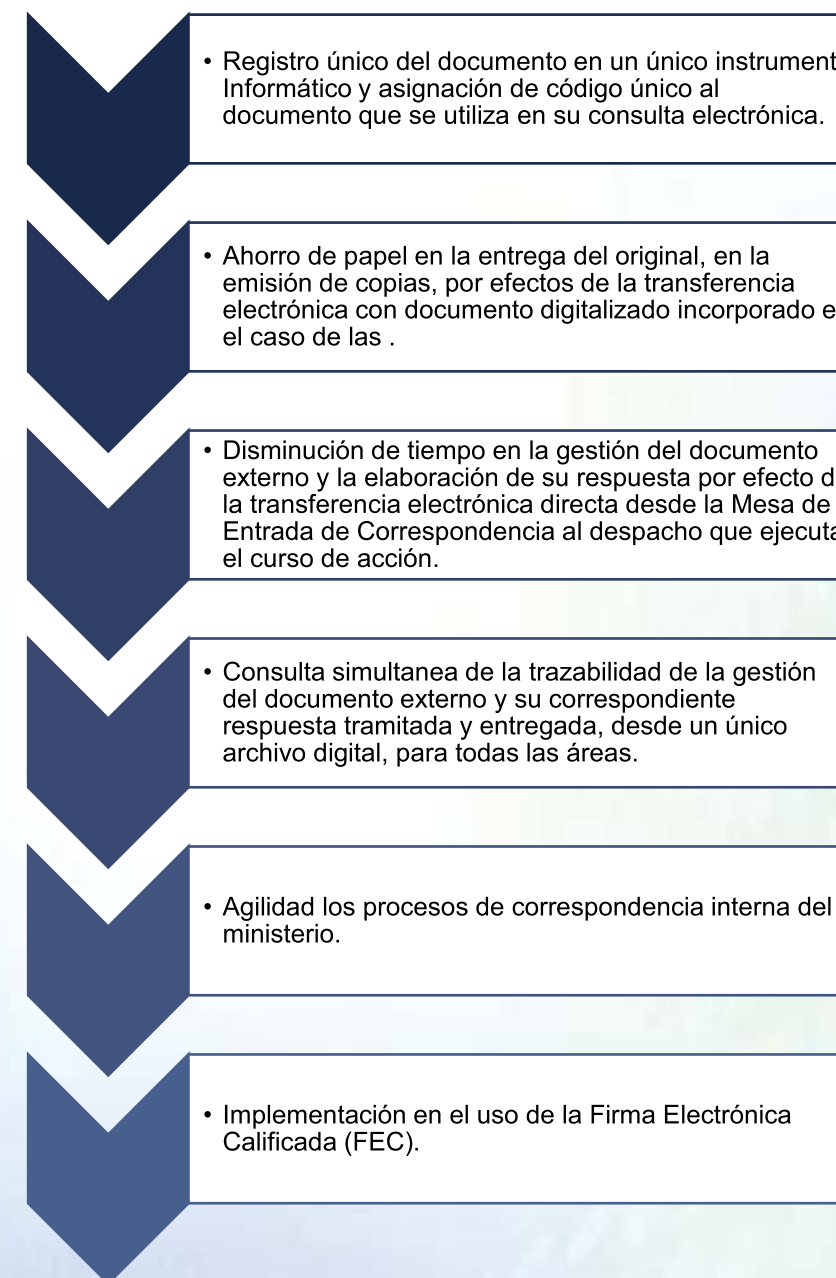 • Registro único del documento en un único instrument
Informático y asignación de código único al
documento que se utiliza en su consulta electrónica.
• Ahorro de papel en la entrega del original, en la
emisión de copias, por efectos de la transferencia
electrónica con documento digitalizado incorporado e
el caso de las .
• Disminución de tiempo en la gestión del documento
externo y la elaboración de su respuesta por efecto d
la transferencia electrónica directa desde la Mesa de
Entrada de Correspondencia al despacho que ejecuta
el curso de acción.
• Consulta simultanea de la trazabilidad de la gestión
del documento externo y su correspondiente
respuesta tramitada y entregada, desde un único
archivo digital, para todas las áreas.
• Agilidad los procesos de correspondencia interna del
ministerio.
• Implementación en el uso de la Firma Electrónica
Calificada (FEC).